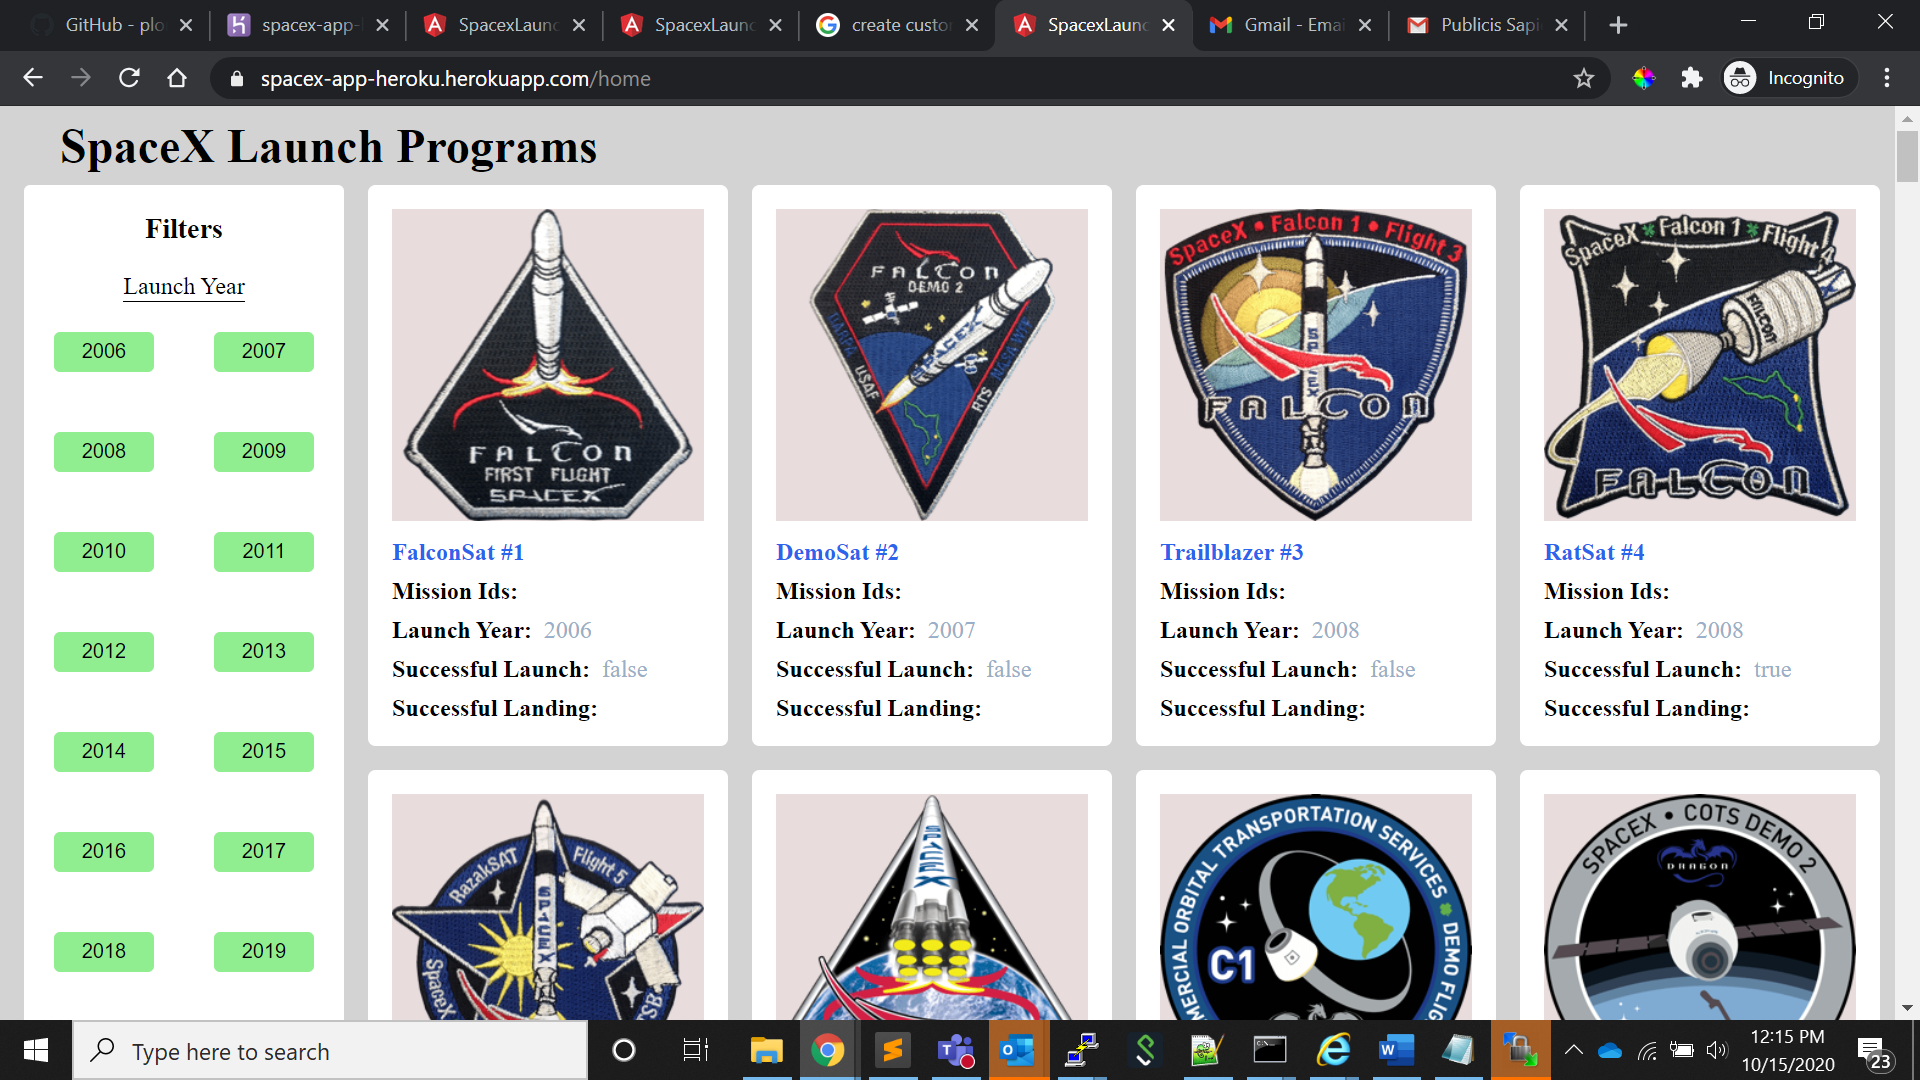 GitHub - plo
spacex-app-
SpacexLaunc
SpacexLaunc
create custo
SpacexLaunc
Gmail - Emai
Publicis Sapi
spacex-app-heroku.herokuapp.com/home
Incognito
SpaceX Launch Programs
Filters
Launch Year
2006 2007
2008 2009
2010 2011
2012 2013
2014 2015
2016 2017
2018 2019
FALCON
FIRST FLIGHT
SPACEX
FalconSat #1
Mission Ids:
Launch Year: 2006
Successful Launch: false
Successful Landing:
FALCON
DEMO 2
SPACEX
DARPA
USAF
RTS
DemoSat #2
Mission Ids:
Launch Year: 2007
Successful Launch: false
Successful Landing:
SpaceX • Falcon 1 • Flight 3
FALCON
Trailblazer #3
Mission Ids:
Launch Year: 2008
Successful Launch: false
Successful Landing:
SpaceX Falcon 1 Flight 4
FALCON
FALCON
RatSat #4
Mission Ids:
Launch Year: 2008
Successful Launch: true
Successful Landing:
RazakSAT
Flight 5
SPACEX
SpaceX
SPACEX
COMMERCIAL ORBITAL TRANSPORTATION SERVICES
DEMO FLIG
C1
SPACEX • COTS DEMO 2
DRAGON
Type here to search
12:15 PM
10/15/2020
23